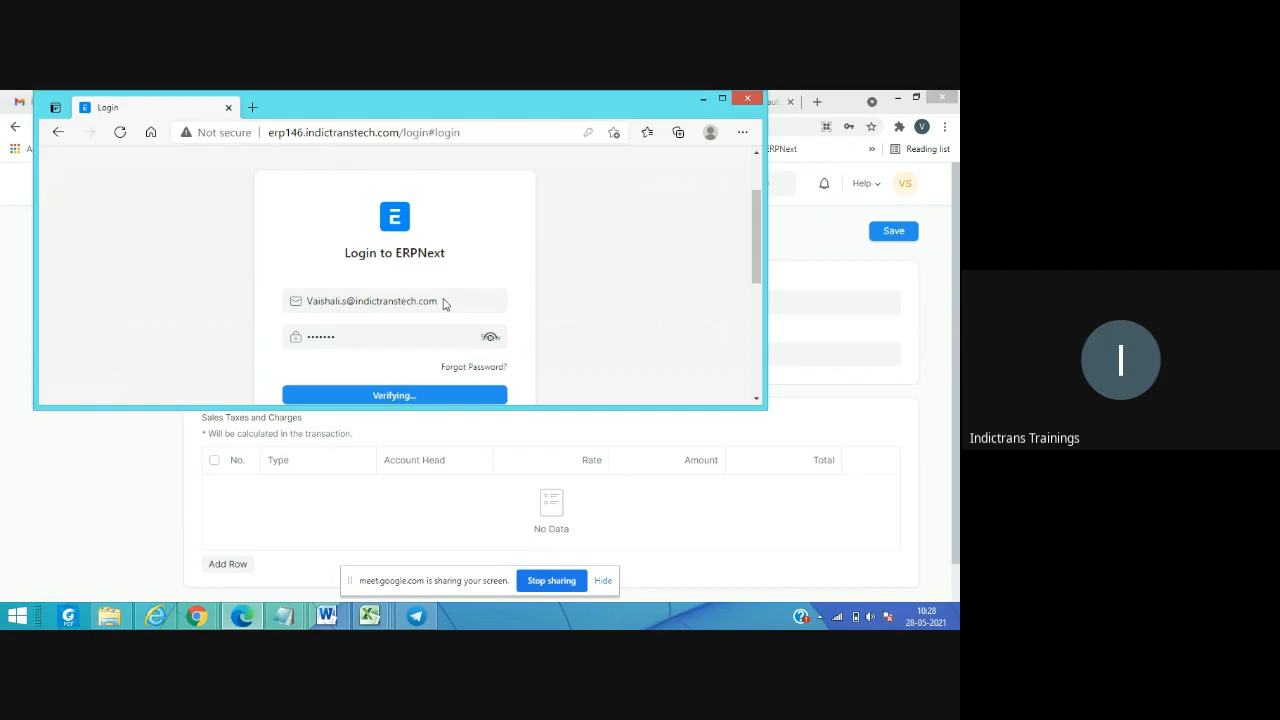 Login
Not secure
erp146.indictranstech.com/login#login
ERPNext
Reading list
Help
VS
Save
E
Login to ERPNext
Vaishali.s@indictranstech.com
•••••••
Forgot Password?
Verifying...
Sales Taxes and Charges
* Will be calculated in the transaction.
No. Type Account Head Rate Amount Total
No Data
Add Row
meet.google.com is sharing your screen. Stop sharing Hide
10:28
28-05-2021
I
Indictrans Trainings